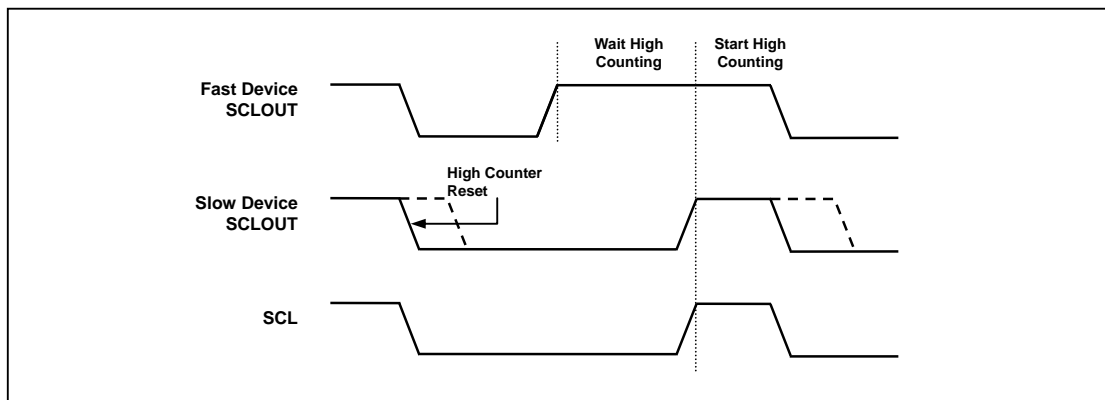 Wait High
Counting
Start High
Counting
Fast Device
SCLOUT
High Counter
Reset
Slow Device
SCLOUT
SCL